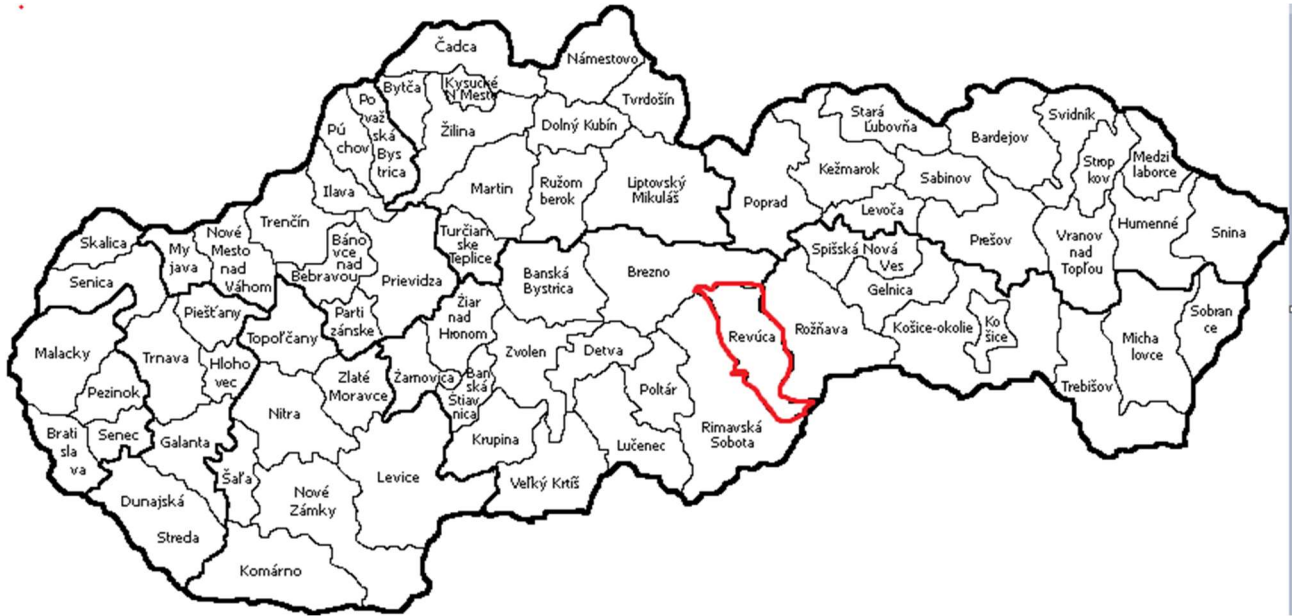 Čadca
Námestovo
Bytča
Kysucké
N Mesto
Tvrdošín
Po
važ
ská
Bys
trica
Pú
chov
Žilina
Dolný Kubín
Ilava
Martin
Ružom
berok
Liptovský
Mikuláš
Poprad
Kežmarok
Stará
Ľubovňa
Bardejov
Svidník
Strop
kov
Medzi
laborce
Sabinov
Levoča
Prešov
Vranov
nad
Topľou
Humenné
Snina
Skalica
Senica
My
java
Nové
Mesto
nad
Váhom
Trenčín
Báno
vce nad
Bebravou
Prievidza
Turčian
ske
Teplice
Banská
Bystrica
Brezno
Spišská Nová
Ves
Gelnica
Piešťany
Topoľčany
Parti
zánske
Žiar
nad
Hronom
Malacky
Trnava
Hloho
vec
Pezinok
Zlaté
Moravce
Žarnovica
Ban
ská
Štiav
nica
Zvolen
Detva
Poltár
Revúca
Rožňava
Košice-okolie
Ko
šice
Trebišov
Micha
lovce
Sobran
ce
Brati
sla
va
Senec
Galanta
Nitra
Šaľa
Levice
Krupina
Lučenec
Rimavská
Sobota
Veľký Krtíš
Dunajská
Streda
Nové
Zámky
Komárno